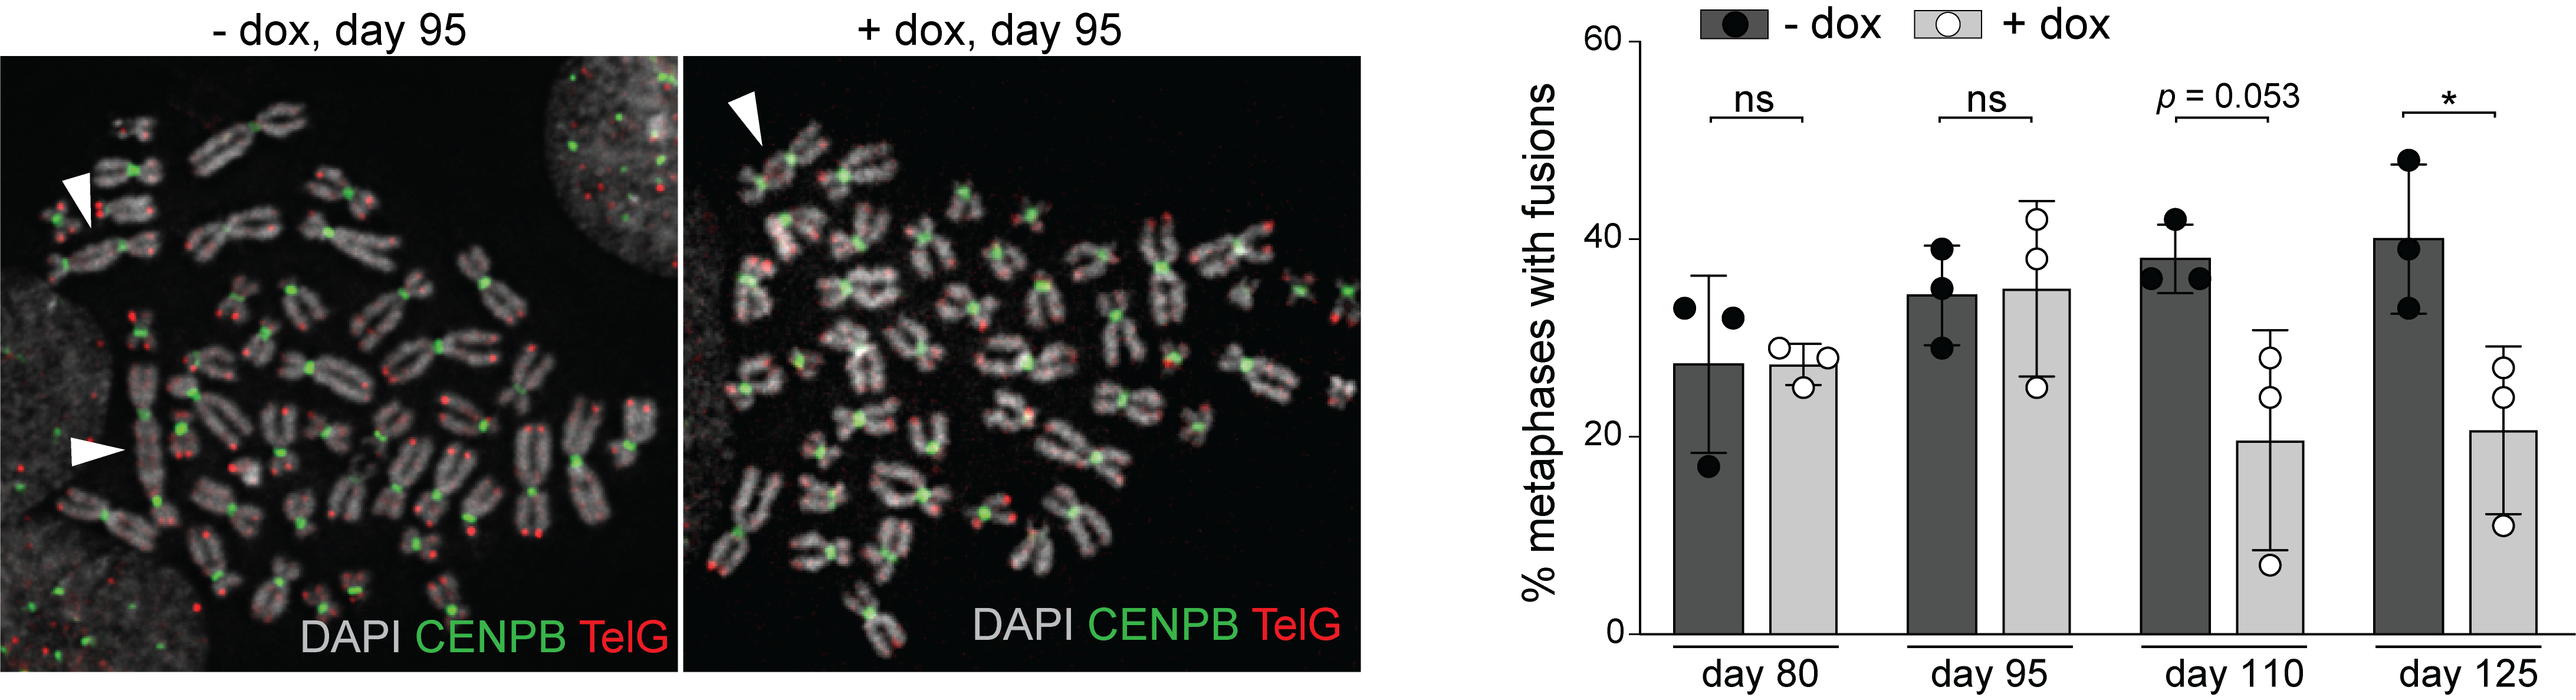 - dox, day 95
+ dox, day 95
DAPI CENPB TelG
DAPI CENPB TelG
- dox + dox
% metaphases with fusions
60
40
20
0
ns
ns
p = 0.053
*
day 80
day 95
day 110
day 125